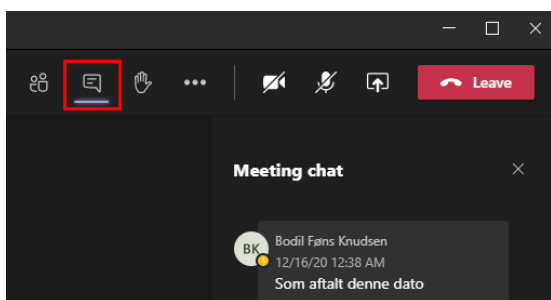 Leave
Meeting chat
BK
Bodil Føns Knudsen
12/16/20 12:38 AM
Som aftalt denne dato